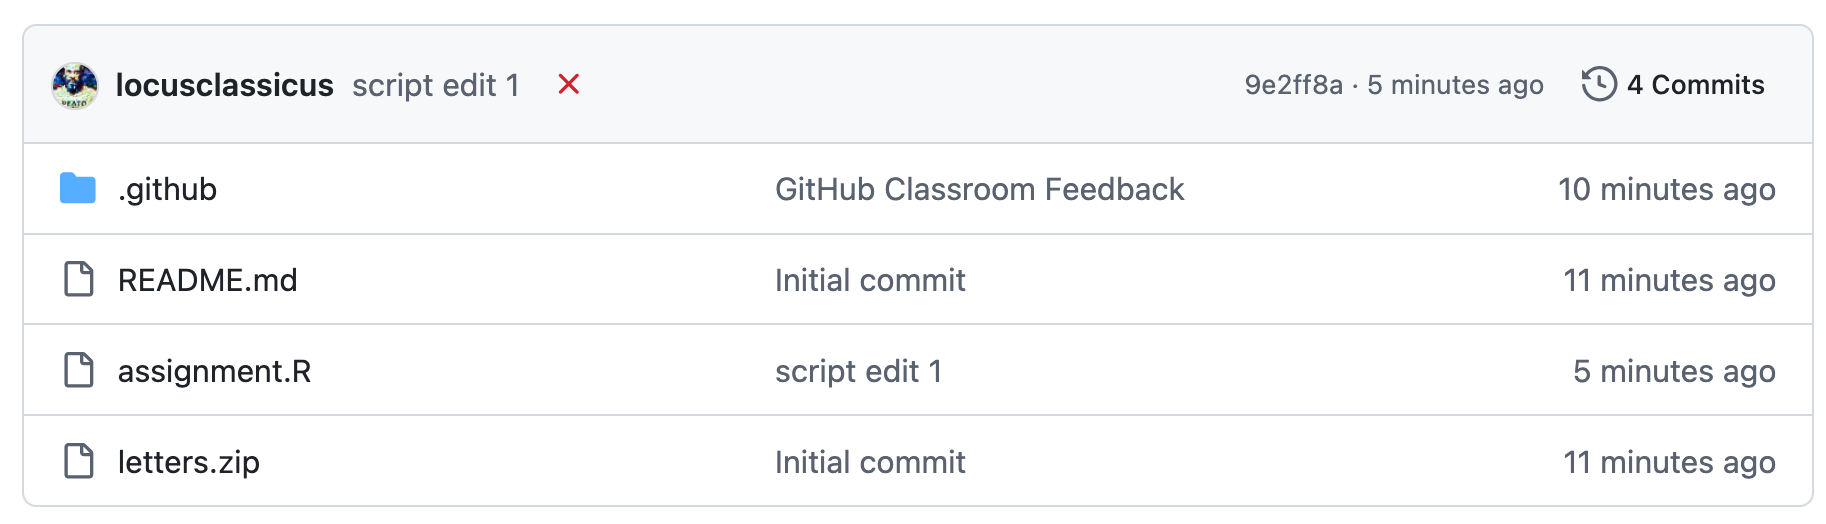 locusclassicus script edit 1 9e2ff8a · 5 minutes ago 4 Commits
.github GitHub Classroom Feedback 10 minutes ago
README.md Initial commit 11 minutes ago
assignment.R script edit 1 5 minutes ago
letters.zip Initial commit 11 minutes ago